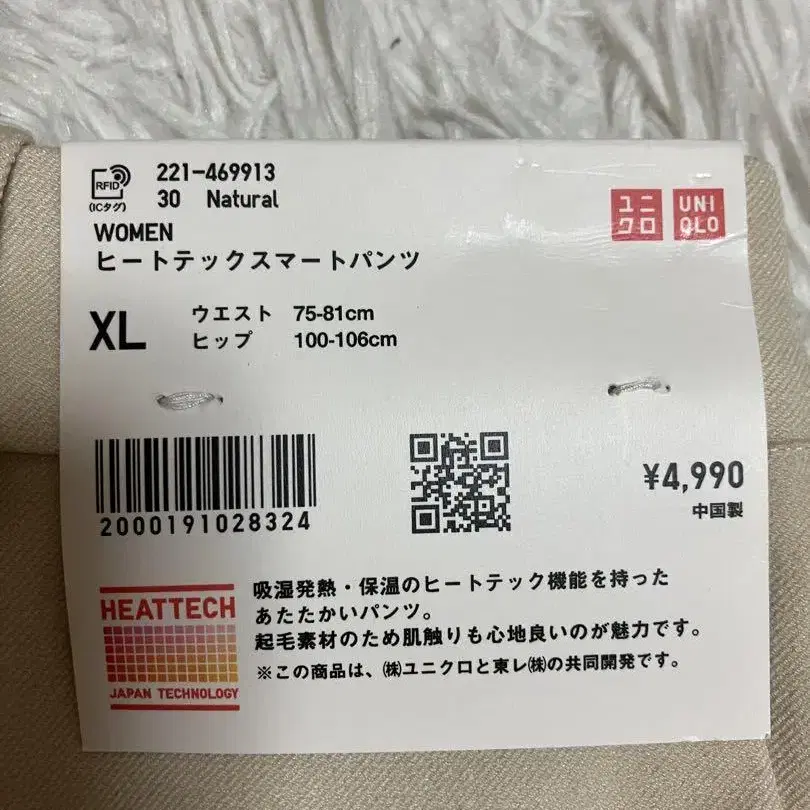 RFID
(ICタグ)
221-469913
30 Natural
WOMEN
ヒートテックスマートパンツ
ユニ
クロ
UNI
QLO
XL
ウエスト 75-81cm
ヒップ 100-106cm
2000191028324
¥4,990
中国製
HEATTECH
JAPAN TECHNOLOGY
吸湿発熱・保温のヒートテック機能を持った
あたたかいパンツ。
起毛素材のため肌触りも心地良いのが魅力です。
※この商品は、㈱ユニクロと東レ㈱の共同開発です。